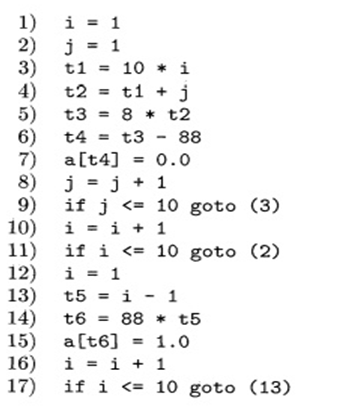 1) i = 1
2) j = 1
3) t1 = 10 * i
4) t2 = t1 + j
5) t3 = 8 * t2
6) t4 = t3 - 88
7) a[t4] = 0.0
8) j = j + 1
9) if j <= 10 goto (3)
10) i = i + 1
11) if i <= 10 goto (2)
12) i = 1
13) t5 = i - 1
14) t6 = 88 * t5
15) a[t6] = 1.0
16) i = i + 1
17) if i <= 10 goto (13)